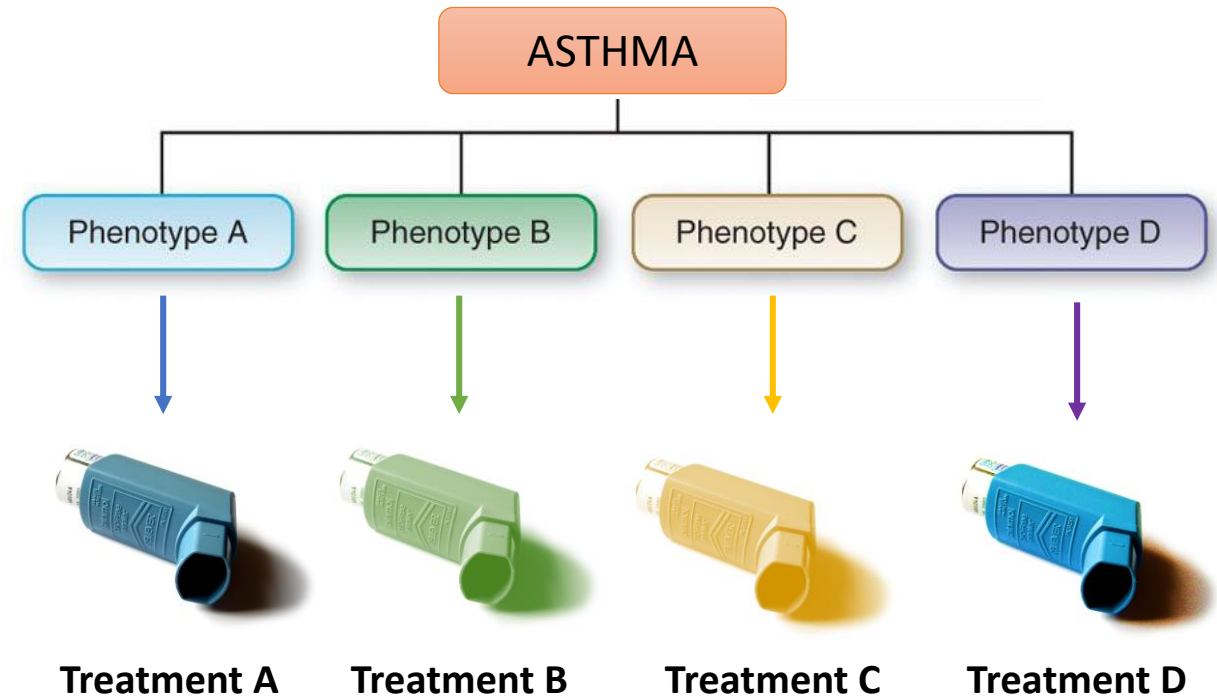 ASTHMA
Phenotype A
Phenotype B
Phenotype C
Phenotype D
Treatment A
Treatment B
Treatment C
Treatment D